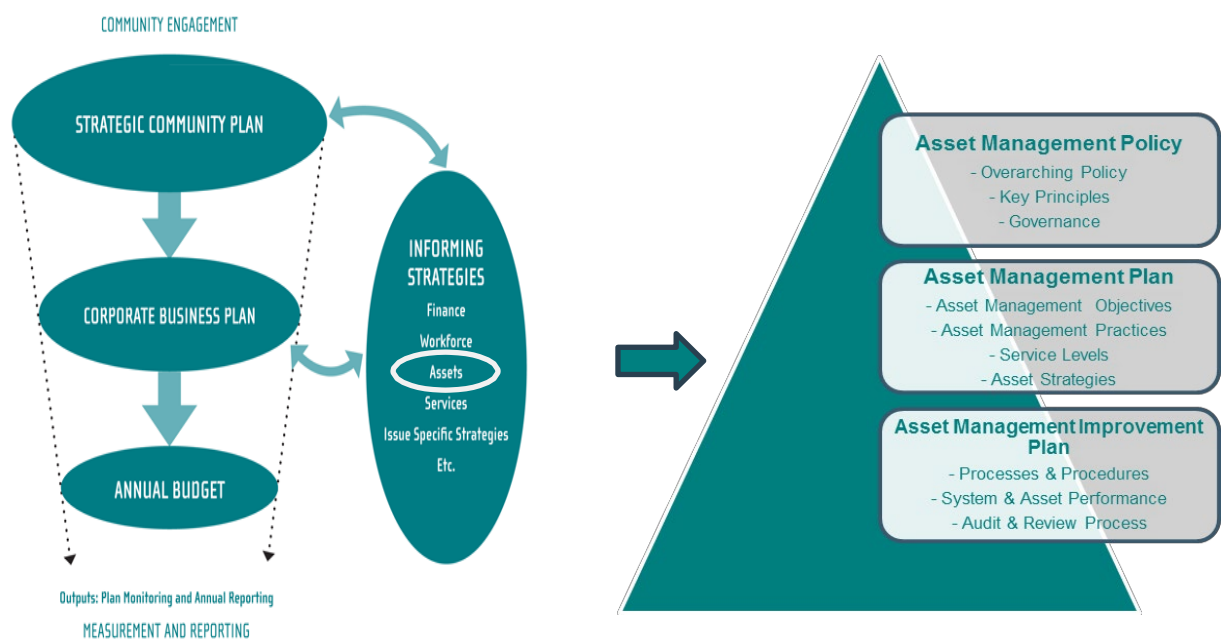 COMMUNITY ENGAGEMENT
STRATEGIC COMMUNITY PLAN
CORPORATE BUSINESS PLAN
ANNUAL BUDGET
Outputs: Plan Monitoring and Annual Reporting
MEASUREMENT AND REPORTING
INFORMING
STRATEGIES
Finance
Workforce
Assets
Services
Issue Specific Strategies
Etc.
Asset Management Policy
- Overarching Policy
- Key Principles
- Governance
Asset Management Plan
- Asset Management Objectives
- Asset Management Practices
- Service Levels
- Asset Strategies
Asset Management Improvement
Plan
- Processes & Procedures
- System & Asset Performance
- Audit & Review Process